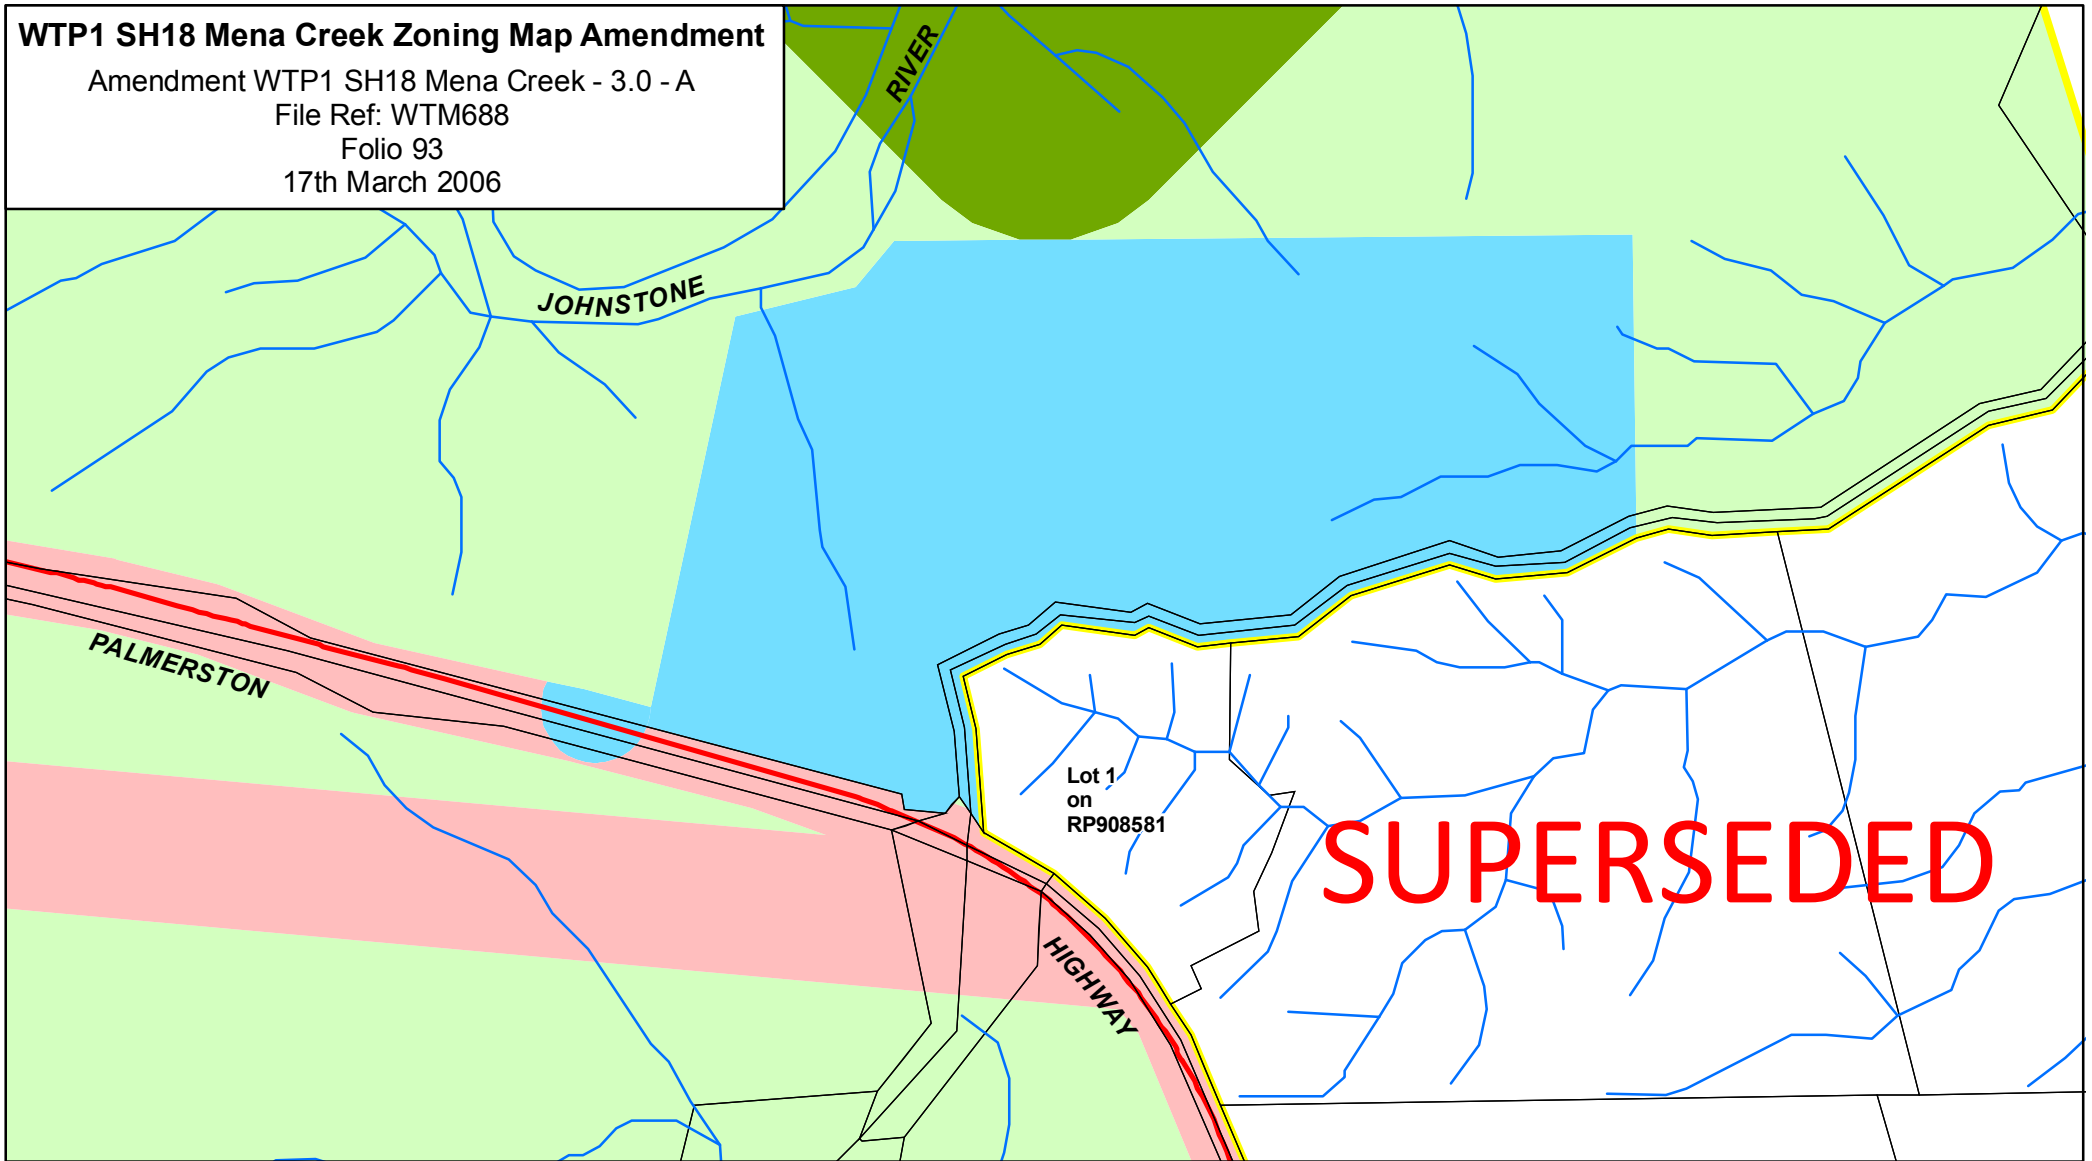 WTP1 SH18 Mena Creek Zoning Map Amendment
Amendment WTP1 SH18 Mena Creek - 3.0 - A
File Ref: WTM688
Folio 93
17th March 2006
RIVER
JOHNSTONE
PALMERSTON
Lot 1
on
RP908581
SUPERSEDED
HIGHWAY